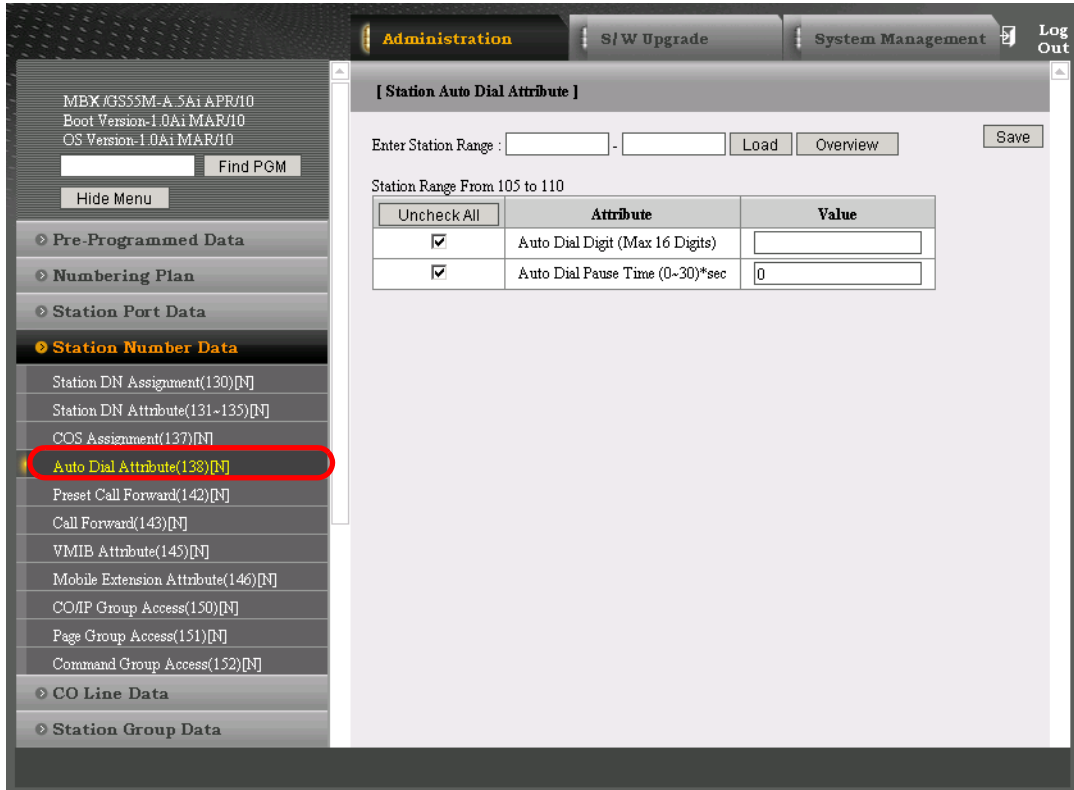 Administration
S/W Upgrade
System Management
Log Out
MBX /GS55M-A.5Ai APR/10
Boot Version-1.0Ai MAR/10
OS Version-1.0Ai MAR/10
Find PGM
Hide Menu
Pre-Programmed Data
Numbering Plan
Station Port Data
Station Number Data
Station DN Assignment(130)[N]
Station DN Attribute(131~135)[N]
COS Assignment(137)[N]
Auto Dial Attribute(138)[N]
Preset Call Forward(142)[N]
Call Forward(143)[N]
VMIB Attribute(145)[N]
Mobile Extension Attribute(146)[N]
CO/IP Group Access(150)[N]
Page Group Access(151)[N]
Command Group Access(152)[N]
CO Line Data
Station Group Data
[ Station Auto Dial Attribute ]
Enter Station Range : - Load Overview Save
Station Range From 105 to 110
Uncheck All Attribute Value
Auto Dial Digit (Max 16 Digits)
Auto Dial Pause Time (0~30)*sec 0